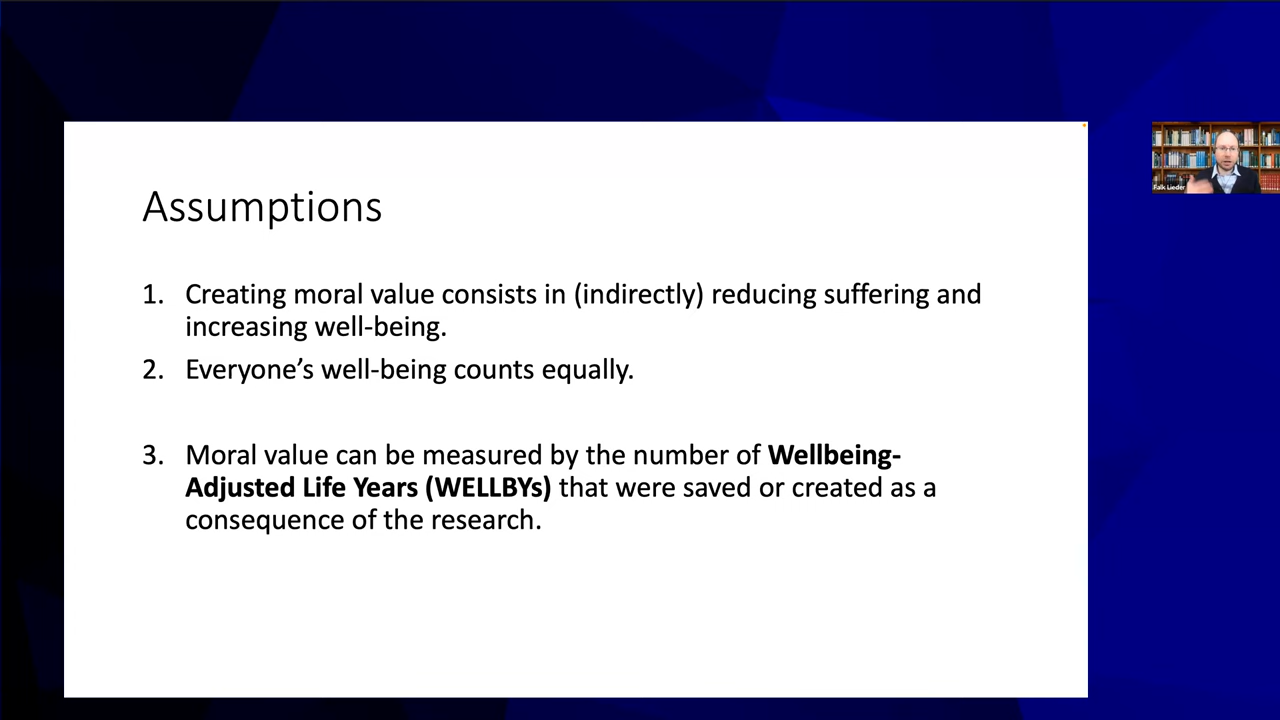 Assumptions
1. Creating moral value consists in (indirectly) reducing suffering and
increasing well-being.
2. Everyone’s well-being counts equally.
3. Moral value can be measured by the number of Wellbeing-
Adjusted Life Years (WELLBYs) that were saved or created as a
consequence of the research.
Falk Lieder